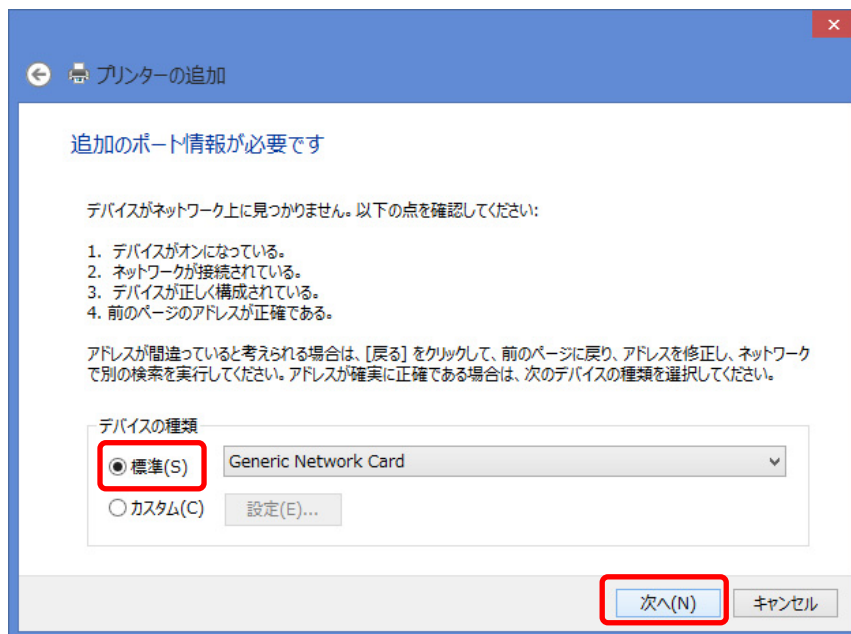 プリンターの追加
追加のポート情報が必要です
デバイスがネットワーク上に見つかりません。以下の点を確認してください:
1. デバイスがオンになっている。
2. ネットワークが接続されている。
3. デバイスが正しく構成されている。
4. 前のページのアドレスが正確である。
アドレスが間違っていると考えられる場合は、[戻る] をクリックして、前のページに戻り、アドレスを修正し、ネットワーク
で別の検索を実行してください。アドレスが確実に正確である場合は、次のデバイスの種類を選択してください。
デバイスの種類
標準(S) Generic Network Card
カスタム(C) 設定(E)...
次へ(N) キャンセル